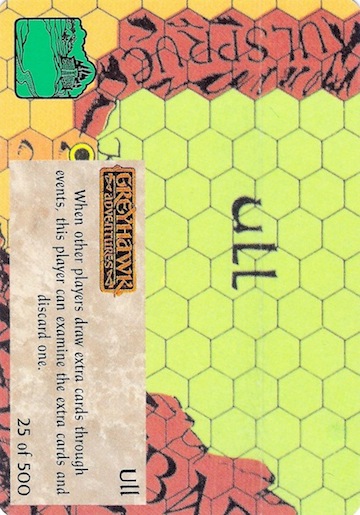 ULSPRUE
ull
GREYHAWK
ADVENTURES
When other players draw extra cards through
events, this player can examine the extra cards and
discard one.
Ull
25 of 500